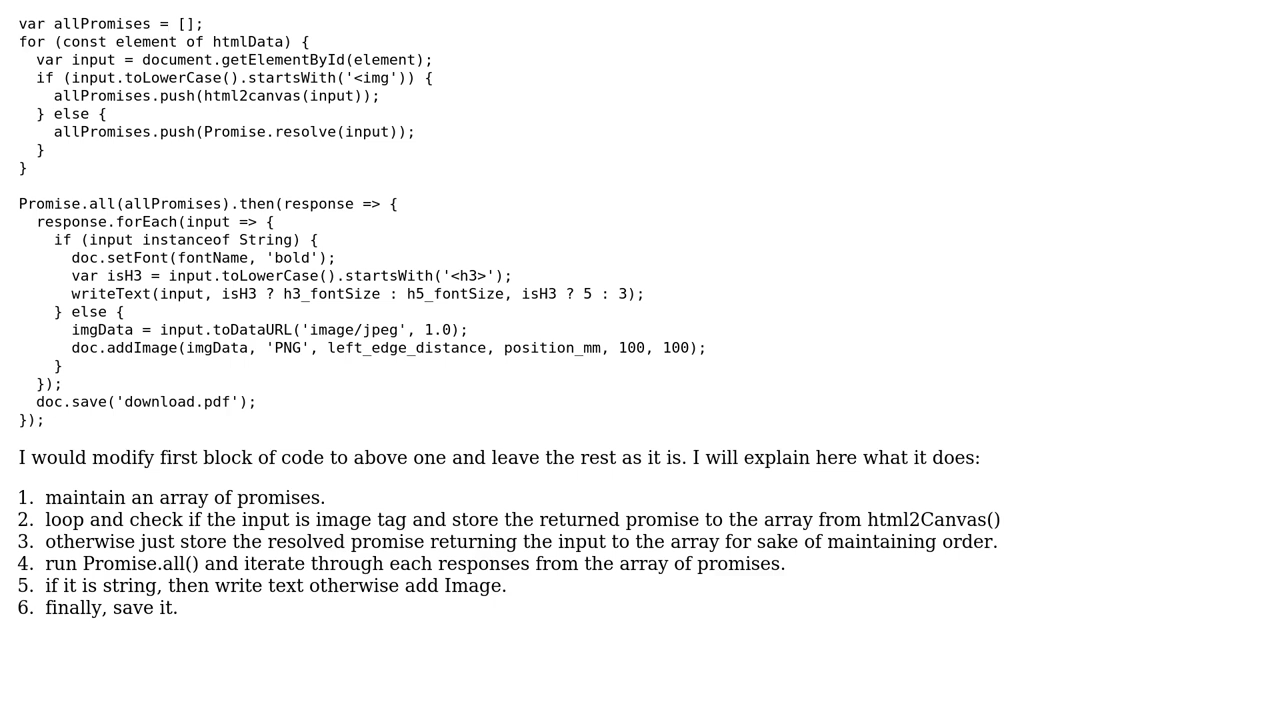 var allPromises = [];
for (const element of htmlData) {
  var input = document.getElementById(element);
  if (input.toLowerCase().startsWith('<img')) {
    allPromises.push(html2canvas(input));
  } else {
    allPromises.push(Promise.resolve(input));
  }
}

Promise.all(allPromises).then(response => {
  response.forEach(input => {
    if (input instanceof String) {
      doc.setFont(fontName, 'bold');
      var isH3 = input.toLowerCase().startsWith('<h3>');
      writeText(input, isH3 ? h3_fontSize : h5_fontSize, isH3 ? 5 : 3);
    } else {
      imgData = input.toDataURL('image/jpeg', 1.0);
      doc.addImage(imgData, 'PNG', left_edge_distance, position_mm, 100, 100);
    }
  });
  doc.save('download.pdf');
});

I would modify first block of code to above one and leave the rest as it is. I will explain here what it does:

1. maintain an array of promises.
2. loop and check if the input is image tag and store the returned promise to the array from html2Canvas()
3. otherwise just store the resolved promise returning the input to the array for sake of maintaining order.
4. run Promise.all() and iterate through each responses from the array of promises.
5. if it is string, then write text otherwise add Image.
6. finally, save it.